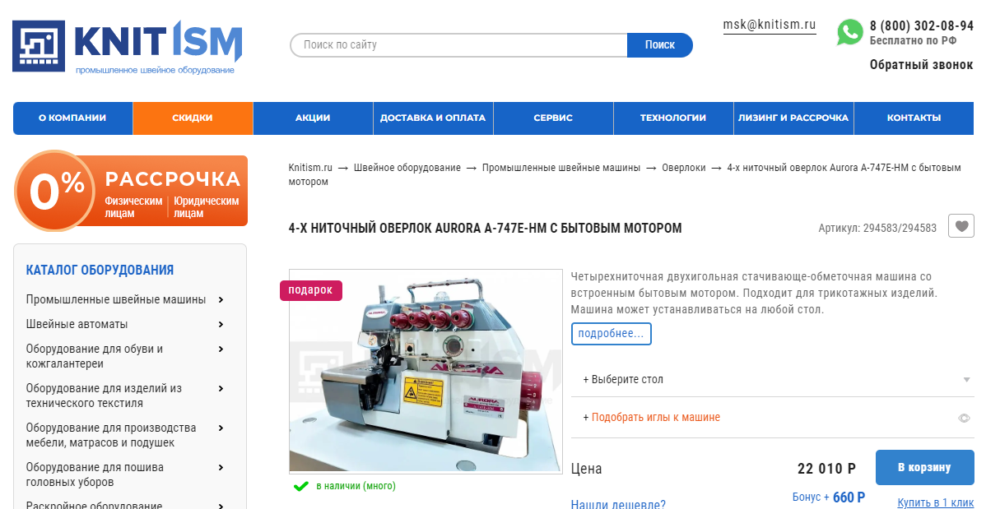 KNITISM
промышленное швейное оборудование
Поиск по сайту
Поиск
msk@knitism.ru
8 (800) 302-08-94
Бесплатно по РФ
Обратный звонок
О КОМПАНИИ
СКИДКИ
АКЦИИ
ДОСТАВКА И ОПЛАТА
СЕРВИС
ТЕХНОЛОГИИ
ЛИЗИНГ И РАССРОЧКА
КОНТАКТЫ
0%
РАССРОЧКА
Физическим лицам
Юридическим лицам
КАТАЛОГ ОБОРУДОВАНИЯ
Промышленные швейные машины
Швейные автоматы
Оборудование для обуви и
кожгалантереи
Оборудование для изделий из
технического текстиля
Оборудование для производства
мебели, матрасов и подушек
Оборудование для пошива
головных уборов
Раскройное оборудование
Knitism.ru → Швейное оборудование → Промышленные швейные машины → Оверлоки → 4-х ниточный оверлок Aurora A-747E-HM с бытовым
мотором
4-Х НИТОЧНЫЙ ОВЕРЛОК AURORA A-747E-HM С БЫТОВЫМ МОТОРОМ
Артикул: 294583/294583
подарок
AURORA
AURORA
AURORA
KNITISM
в наличии (много)
Четырехниточная двухигольная стачивающе-обметочная машина со
встроенным бытовым мотором. Подходит для трикотажных изделий.
Машина может устанавливаться на любой стол.
подробнее...
+ Выберите стол
+ Подобрать иглы к машине
Цена
22 010 Р
В корзину
Нашли дешевле?
Бонус + 660 Р
Купить в 1 клик